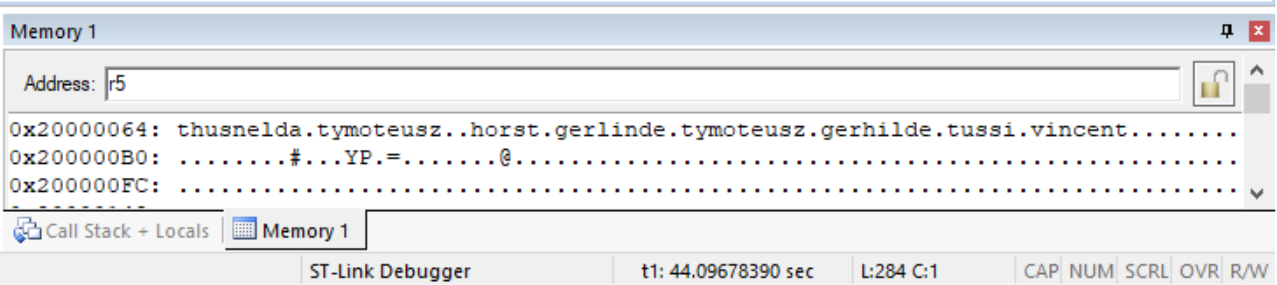 Memory 1
Address: r5
0x20000064: thusnelda.tymoteusz..horst.gerlinde.tymoteusz.gerhilde.tussi.vincent........
0x200000B0: ........#...YP.=.......@....................................................
0x200000FC: ............................................................................
Call Stack + Locals Memory 1
ST-Link Debugger t1: 44.09678390 sec L:284 C:1 CAP NUM SCRL OVR R/W